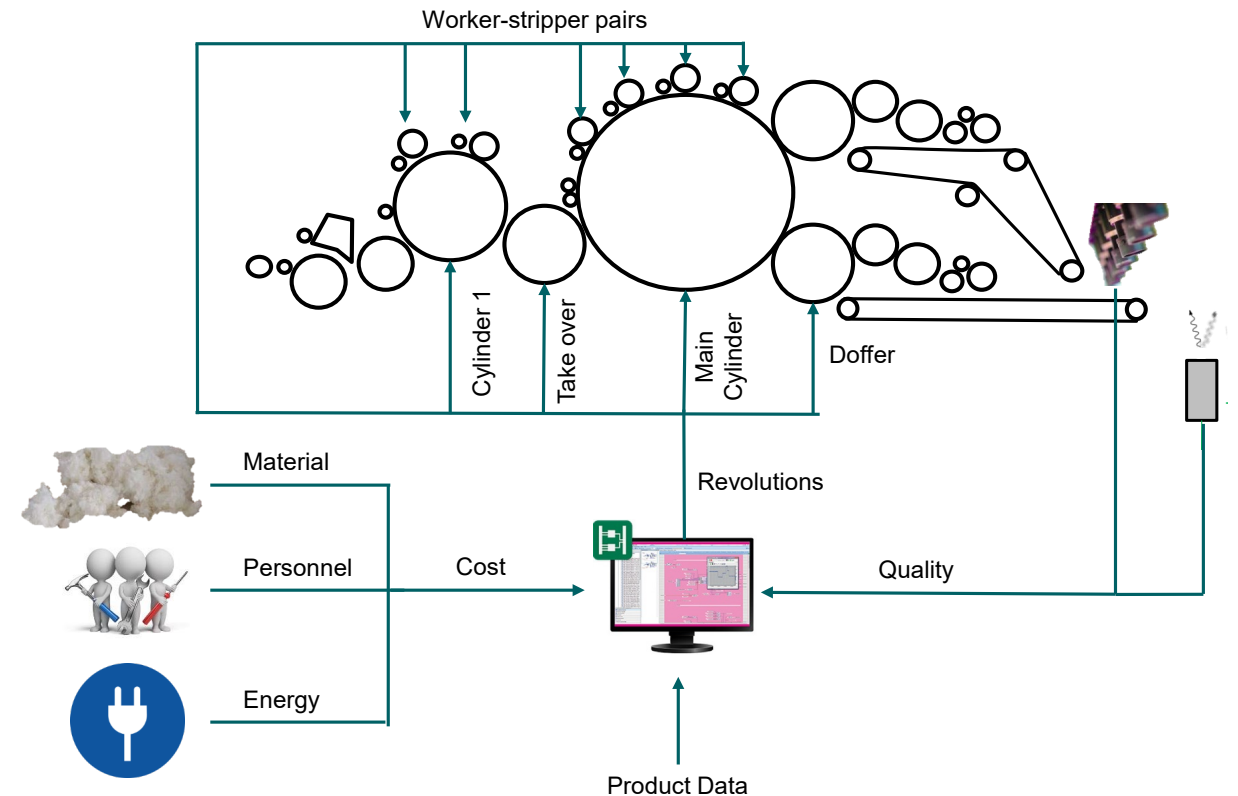 Worker-stripper pairs
Cylinder 1
Take over
Main
Cylinder
Doffer
Material
Revolutions
Personnel
Cost
Quality
Energy
Product Data